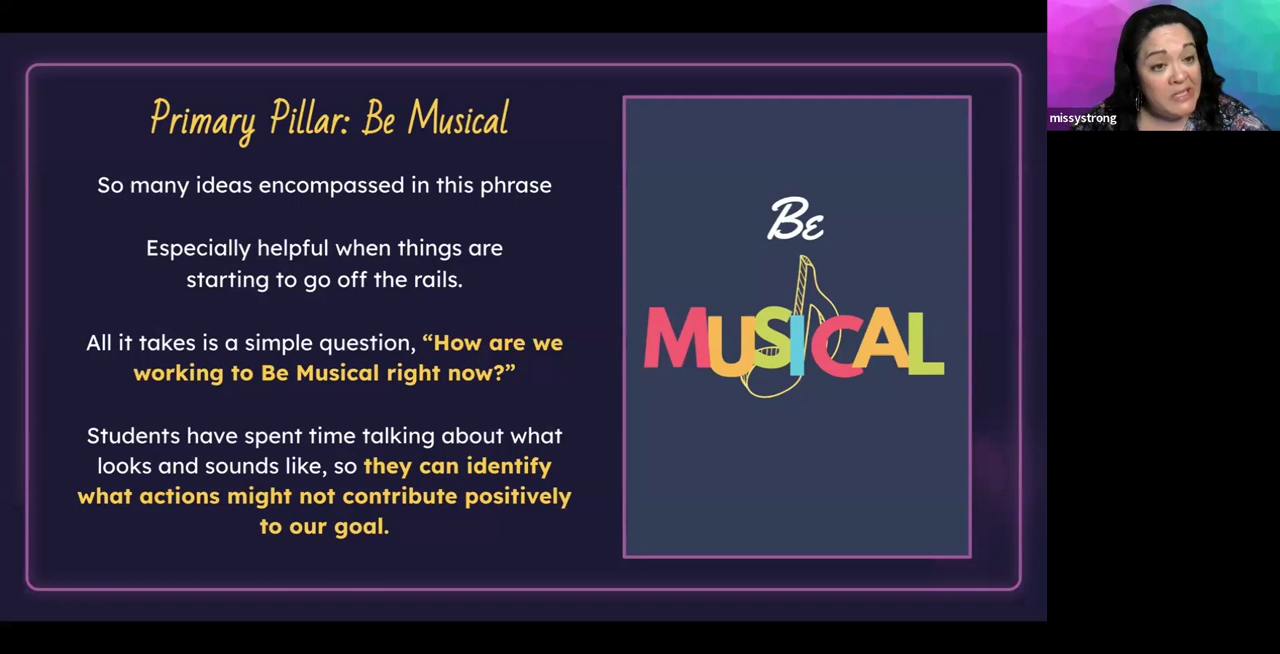 Primary Pillar: Be Musical
So many ideas encompassed in this phrase
Especially helpful when things are
starting to go off the rails.
All it takes is a simple question, “How are we
working to Be Musical right now?”
Students have spent time talking about what
looks and sounds like, so they can identify
what actions might not contribute positively
to our goal.
Be
MUSICAL
missystrong